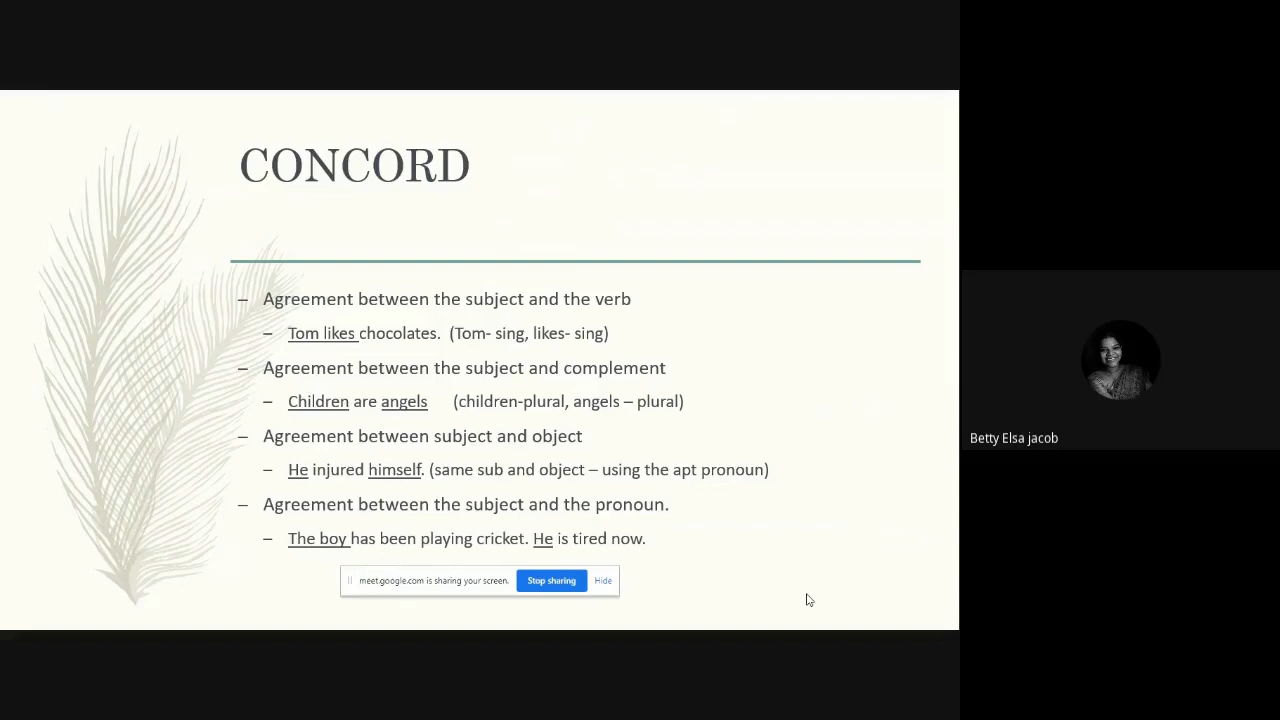 CONCORD
– Agreement between the subject and the verb
– Tom likes chocolates. (Tom- sing, likes- sing)
– Agreement between the subject and complement
– Children are angels (children-plural, angels – plural)
– Agreement between subject and object
– He injured himself. (same sub and object – using the apt pronoun)
– Agreement between the subject and the pronoun.
– The boy has been playing cricket. He is tired now.
meet.google.com is sharing your screen. Stop sharing Hide
Betty Elsa jacob